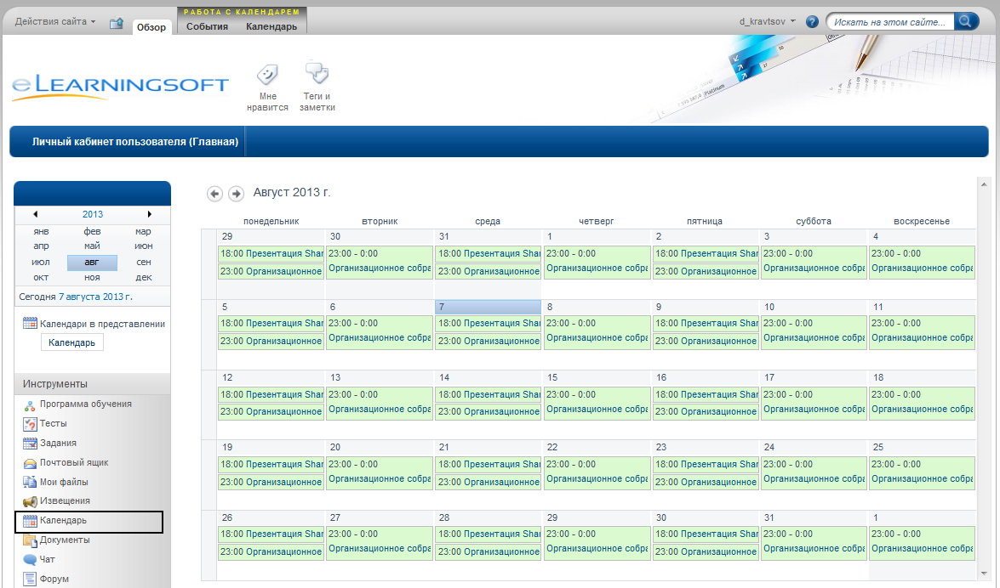 Действия сайта
Обзор
РАБОТА С КАЛЕНДАРЕМ
События Календарь
d_kravtsov
Искать на этом сайте...
eLEARNINGSOFT
Мне нравится
Теги и заметки
Platinum
Личный кабинет пользователя (Главная)
2013
янв фев мар
апр май июн
июл авг сен
окт ноя дек
Сегодня 7 августа 2013 г.
Календари в представлении
Календарь
Инструменты
Программа обучения
Тесты
Задания
Почтовый ящик
Мои файлы
Извещения
Календарь
Документы
Чат
Форум
Август 2013 г.
понедельник вторник среда четверг пятница суббота воскресенье
29 30 31 1 2 3 4
18:00 Презентация Shar 23:00 - 0:00 18:00 Презентация Shar 23:00 - 0:00 18:00 Презентация Shar 23:00 - 0:00 23:00 - 0:00
23:00 Организационное Организационное собра 23:00 Организационное Организационное собра 23:00 Организационное Организационное собра Организационное собра
5 6 7 8 9 10 11
18:00 Презентация Shar 23:00 - 0:00 18:00 Презентация Shar 23:00 - 0:00 18:00 Презентация Shar 23:00 - 0:00 23:00 - 0:00
23:00 Организационное Организационное собра 23:00 Организационное Организационное собра 23:00 Организационное Организационное собра Организационное собра
12 13 14 15 16 17 18
18:00 Презентация Shar 23:00 - 0:00 18:00 Презентация Shar 23:00 - 0:00 18:00 Презентация Shar 23:00 - 0:00 23:00 - 0:00
23:00 Организационное Организационное собра 23:00 Организационное Организационное собра 23:00 Организационное Организационное собра Организационное собра
19 20 21 22 23 24 25
18:00 Презентация Shar 23:00 - 0:00 18:00 Презентация Shar 23:00 - 0:00 18:00 Презентация Shar 23:00 - 0:00 23:00 - 0:00
23:00 Организационное Организационное собра 23:00 Организационное Организационное собра 23:00 Организационное Организационное собра Организационное собра
26 27 28 29 30 31 1
18:00 Презентация Shar 23:00 - 0:00 18:00 Презентация Shar 23:00 - 0:00 18:00 Презентация Shar 23:00 - 0:00 23:00 - 0:00
23:00 Организационное Организационное собра 23:00 Организационное Организационное собра 23:00 Организационное Организационное собра Организационное собра